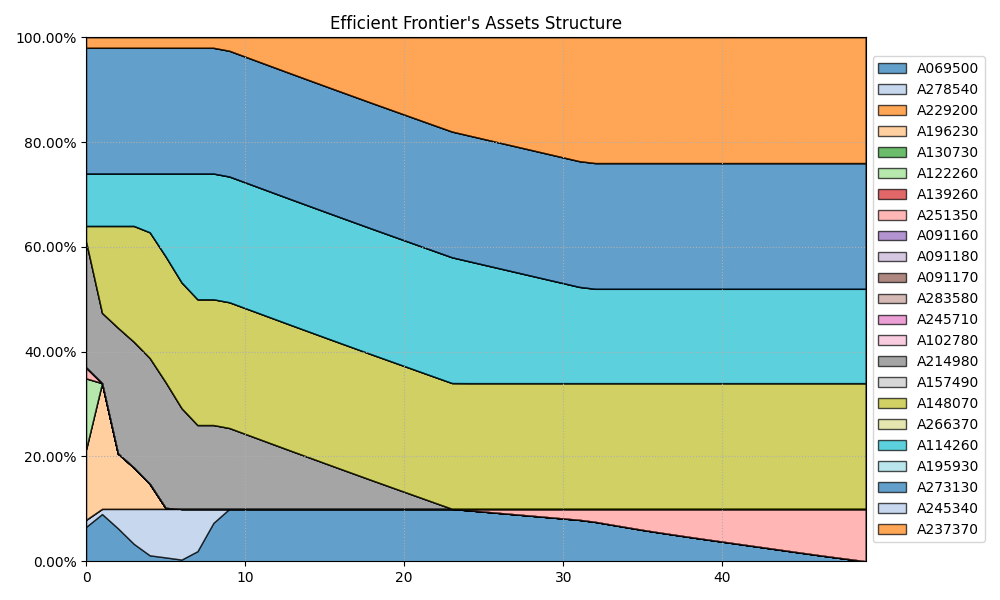 Efficient Frontier's Assets Structure
100.00%
80.00%
60.00%
40.00%
20.00%
0.00%
0
10
20
30
40
A069500
A278540
A229200
A196230
A130730
A122260
A139260
A251350
A091160
A091180
A091170
A283580
A245710
A102780
A214980
A157490
A148070
A266370
A114260
A195930
A273130
A245340
A237370